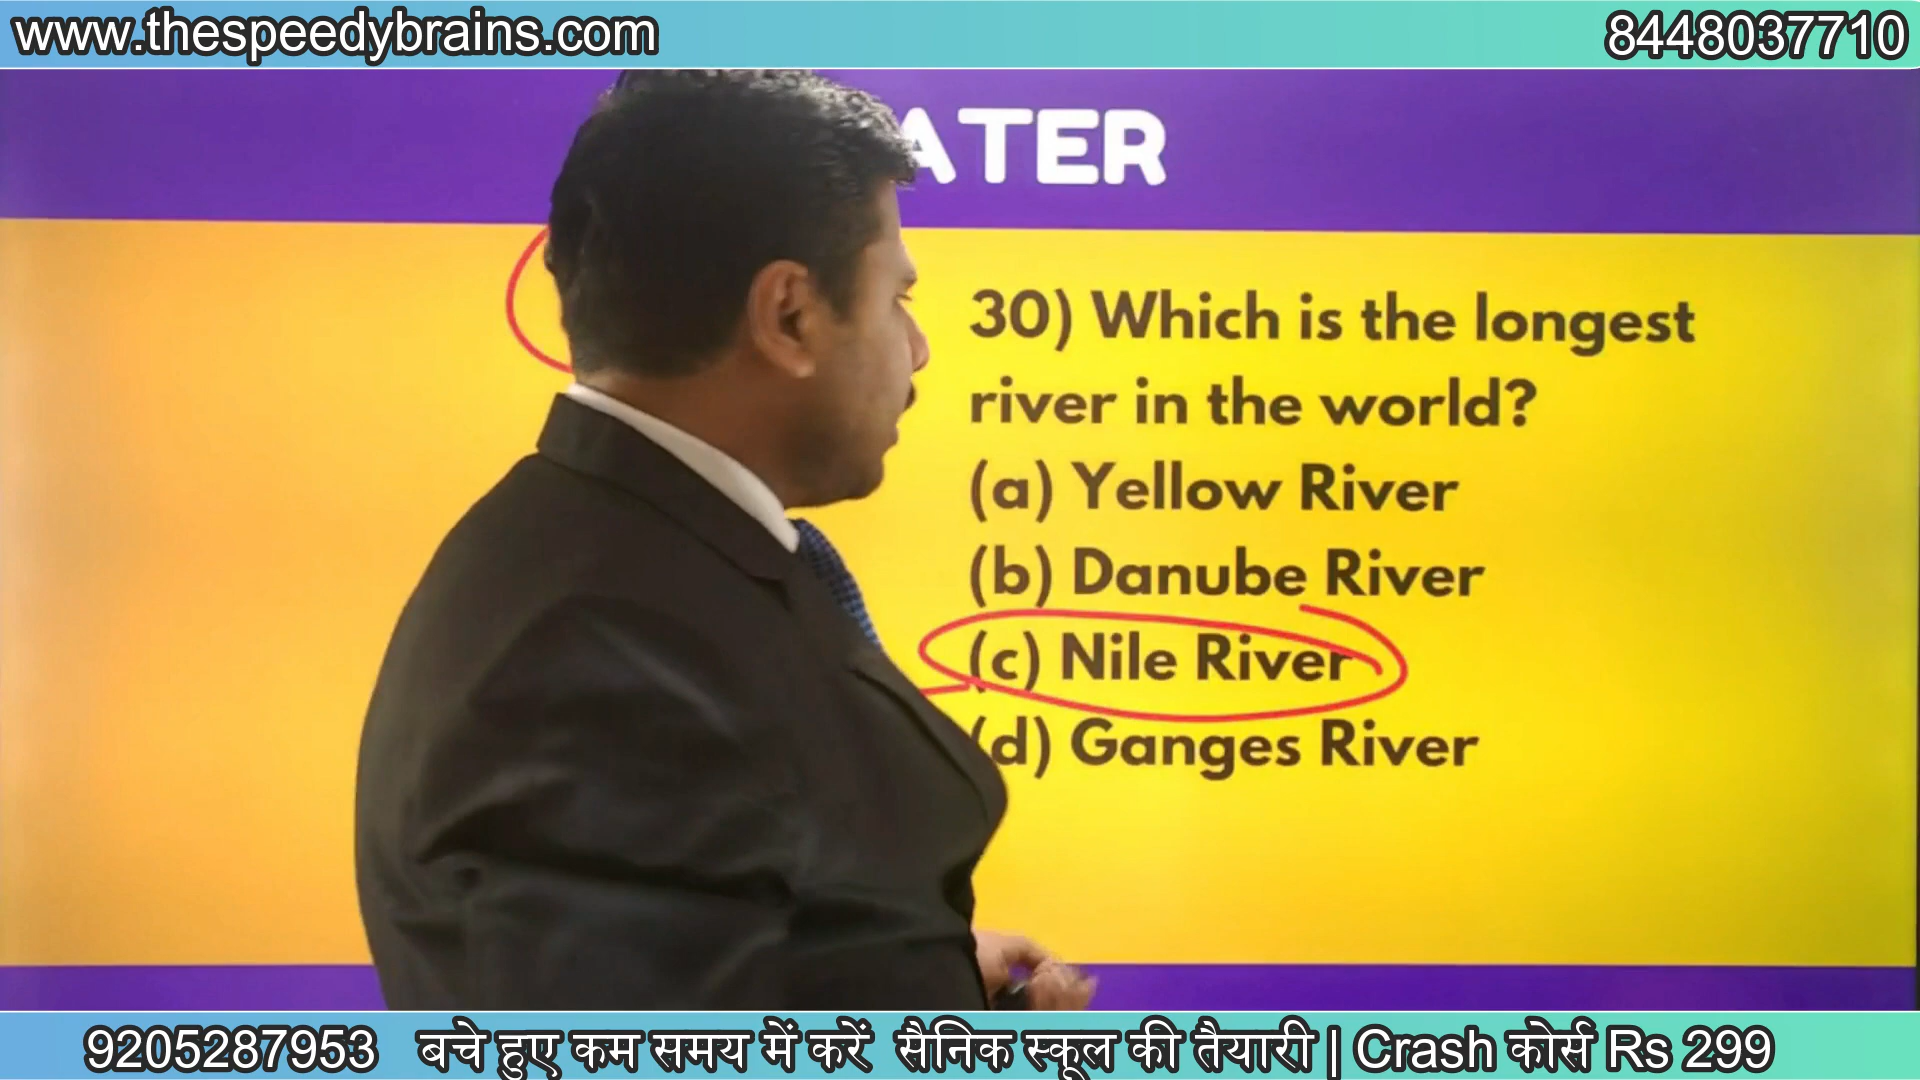 www.thespeedybrains.com
8448037710
ATER
30) Which is the longest
river in the world?
(a) Yellow River
(b) Danube River
(c) Nile River
(d) Ganges River
9205287953 बचे हुए कम समय में करें सैनिक स्कूल की तैयारी | Crash कोर्स Rs 299